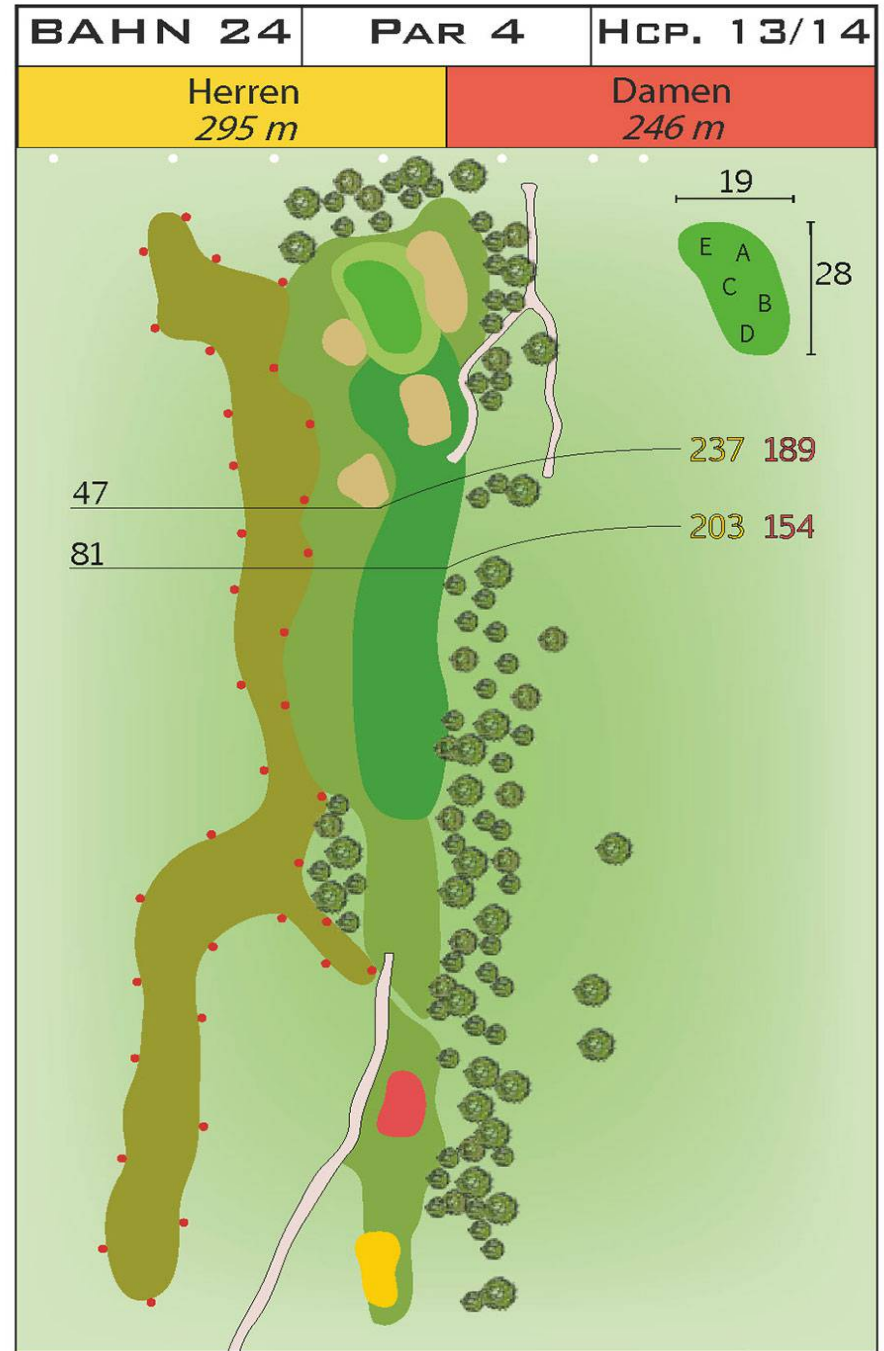 BAHN 24
PAR 4
HCP. 13/14
Herren
295 m
Damen
246 m
19
28
E A
C
B
D
237 189
47
203 154
81